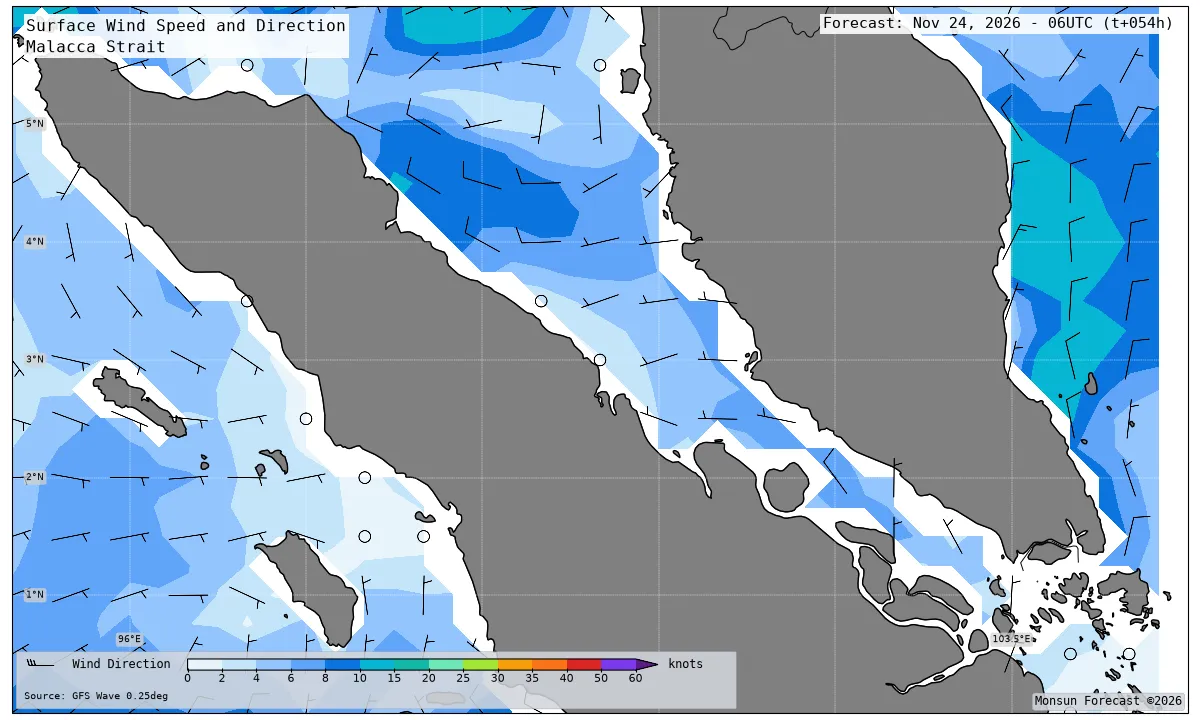 Surface Wind Speed and Direction
Malacca Strait
Forecast: Nov 24, 2026 - 06UTC (t+054h)
5°N
4°N
3°N
2°N
1°N
96°E
103.5°E
Wind Direction
0 2 4 6 8 10 15 20 25 30 35 40 50 60
knots
Source: GFS Wave 0.25deg
Monsun Forecast ©2026